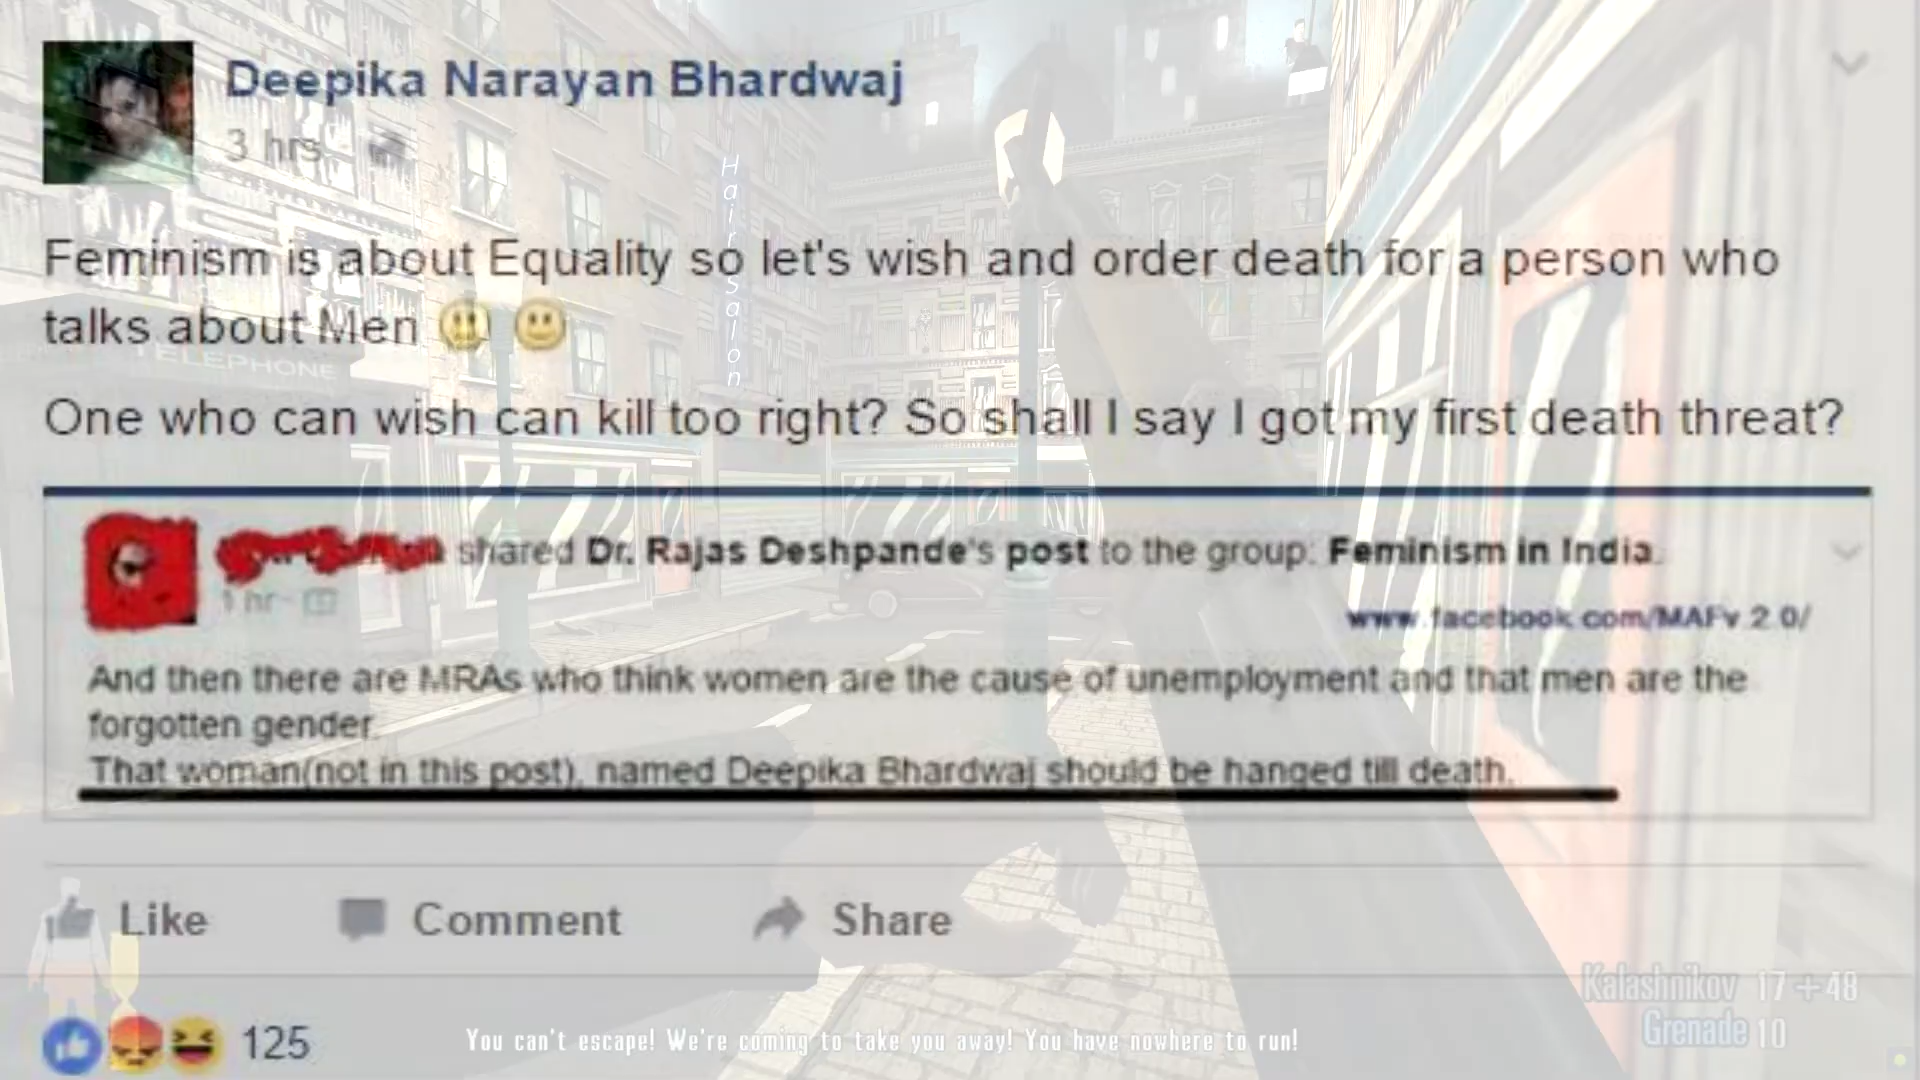 Deepika Narayan Bhardwaj
3 hrs
Hair Salon
Feminism is about Equality so let's wish and order death for a person who
talks about Men
TELEPHONE
One who can wish can kill too right? So shall I say I got my first death threat?
shared Dr. Rajas Deshpande's post to the group: Feminism in India.
1 hr
www.facebook.com/MAFv.2.0/
And then there are MRAs who think women are the cause of unemployment and that men are the
forgotten gender.
That woman(not in this post), named Deepika Bhardwaj should be hanged till death.
Like Comment Share
Kalashnikov 17 + 48
Grenade 10
125
You can't escape! We're coming to take you away! You have nowhere to run!